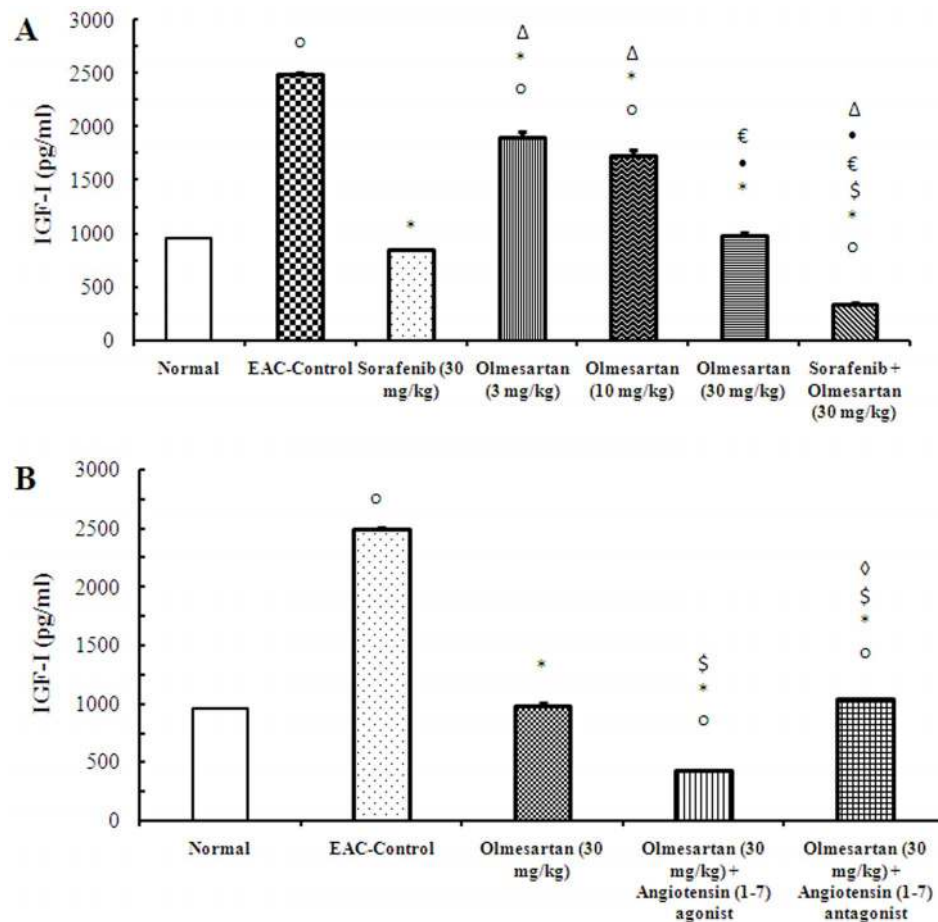 A
IGF-I (pg/ml)
3000
2500
2000
1500
1000
500
0
○
*
Δ
*
○
Δ
*
○
€
•
*
Δ
•
€
$
*
○
Normal
EAC-Control
Sorafenib (30
mg/kg)
Olmesartan
(3 mg/kg)
Olmesartan
(10 mg/kg)
Olmesartan
(30 mg/kg)
Sorafenib +
Olmesartan
(30 mg/kg)
B
IGF-I (pg/ml)
3000
2500
2000
1500
1000
500
0
○
*
$
*
○
◊
$
*
○
Normal
EAC-Control
Olmesartan (30
mg/kg)
Olmesartan (30
mg/kg) +
Angiotensin (1-7)
agonist
Olmesartan (30
mg/kg) +
Angiotensin (1-7)
antagonist